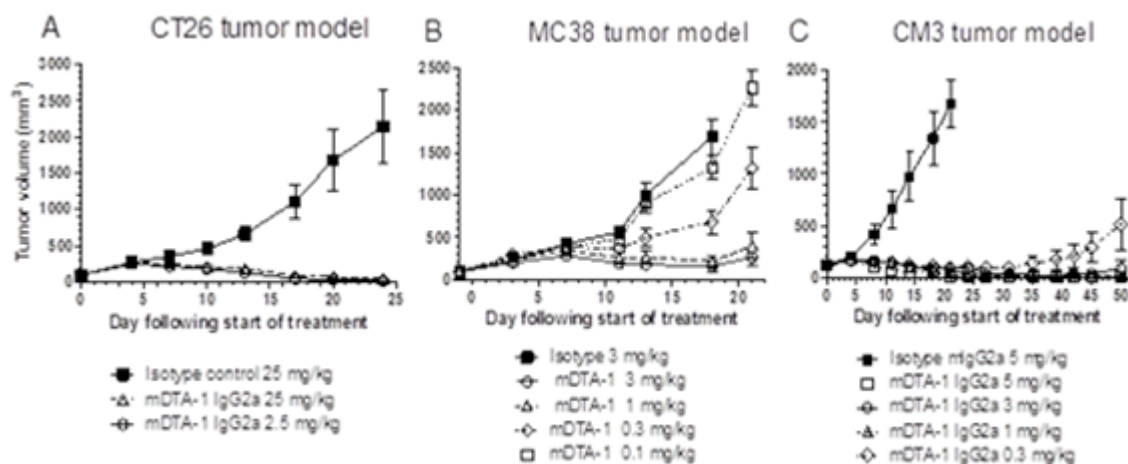 A CT26 tumor model
B MC38 tumor model
C CM3 tumor model
Tumor volume (mm³)
3000
2500
2000
1500
1000
500
0
0 5 10 15 20 25
Day following start of treatment
Isotype control 25 mg/kg
mDTA-1 IgG2a 25 mg/kg
mDTA-1 IgG2a 2.5 mg/kg
2500
2000
1500
1000
500
0
0 5 10 15 20
Day following start of treatment
Isotype 3 mg/kg
mDTA-1 3 mg/kg
mDTA-1 1 mg/kg
mDTA-1 0.3 mg/kg
mDTA-1 0.1 mg/kg
2000
1500
1000
500
0
0 5 10 15 20 25 30 35 40 45 50
Day following start of treatment
Isotype mIgG2a 5 mg/kg
mDTA-1 IgG2a 5 mg/kg
mDTA-1 IgG2a 3 mg/kg
mDTA-1 IgG2a 1 mg/kg
mDTA-1 IgG2a 0.3 mg/kg